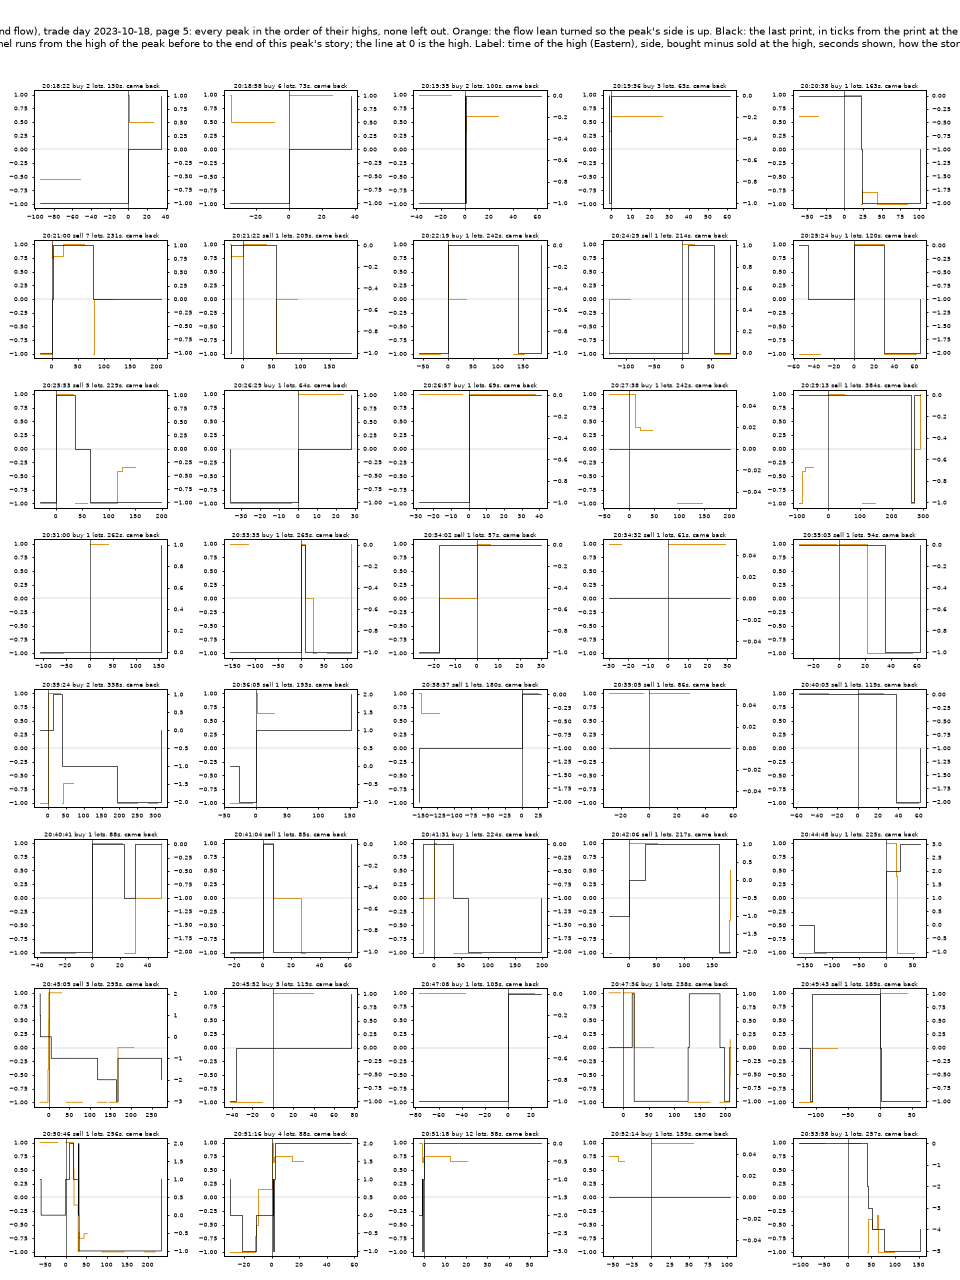 nd flow), trade day 2023-10-18, page 5: every peak in the order of their highs, none left out. Orange: the flow lean turned so the peak's side is up. Black: the last print, in ticks from the print at the
nel runs from the high of the peak before to the end of this peak's story; the line at 0 is the high. Label: time of the high (Eastern), side, bought minus sold at the high, seconds shown, how the stor
20:18:22 buy 2 lots. 130s. came back
20:18:58 buy 6 lots. 73s. came back
20:19:35 buy 2 lots. 100s. came back
20:19:36 buy 3 lots. 63s. came back
20:20:38 buy 1 lots. 163s. came back
20:21:00 sell 7 lots. 231s. came back
20:21:22 sell 1 lots. 209s. came back
20:22:19 buy 1 lots. 242s. came back
20:24:29 sell 1 lots. 214s. came back
20:25:24 buy 1 lots. 120s. came back
20:25:53 sell 5 lots. 229s. came back
20:26:29 buy 1 lots. 64s. came back
20:26:57 buy 1 lots. 69s. came back
20:27:38 buy 1 lots. 242s. came back
20:29:13 sell 1 lots. 384s. came back
20:31:00 buy 1 lots. 262s. came back
20:33:35 buy 1 lots. 263s. came back
20:34:02 sell 1 lots. 57s. came back
20:34:32 sell 1 lots. 61s. came back
20:35:03 sell 1 lots. 94s. came back
20:35:24 buy 2 lots. 338s. came back
20:36:09 sell 1 lots. 193s. came back
20:38:37 sell 1 lots. 180s. came back
20:39:05 sell 1 lots. 86s. came back
20:40:03 sell 1 lots. 119s. came back
20:40:41 buy 1 lots. 88s. came back
20:41:04 sell 1 lots. 85s. came back
20:41:31 buy 1 lots. 224s. came back
20:42:06 sell 1 lots. 217s. came back
20:44:48 buy 1 lots. 225s. came back
20:45:09 sell 3 lots. 295s. came back
20:45:52 buy 3 lots. 119s. came back
20:47:08 buy 1 lots. 105s. came back
20:47:36 buy 1 lots. 238s. came back
20:49:43 sell 1 lots. 189s. came back
20:50:46 sell 1 lots. 296s. came back
20:51:16 buy 4 lots. 88s. came back
20:51:18 buy 12 lots. 58s. came back
20:52:14 buy 1 lots. 159s. came back
20:53:58 buy 1 lots. 237s. came back